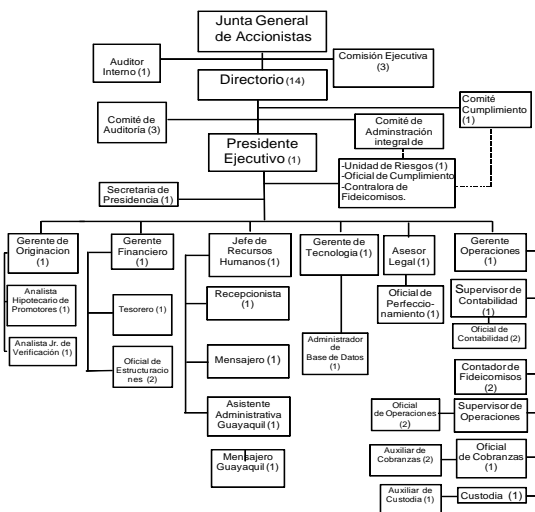 Junta General de
Accionistas
Auditor
Interno (1)
Comisión Ejecutiva
(3)
Directorio (14)
Comité
Cumplimiento
(1)
Comité de
Auditoría (3)
Comité de
Adminstración
integral de
Presidente
Ejecutivo (1)
-Unidad de Riesgos (1)
-Oficial de Cumplimiento
-Contralora de
Fideicomisos.
Secretaria de
Presidencia (1)
Gerente de
Originacion
(1)
Gerente
Financiero
(1)
Jefe de
Recursos
Humanos (1)
Gerente de
Tecnología (1)
Asesor
Legal (1)
Gerente
Operaciones
(1)
Analista
Hipotecario de
Promotores (1)
Tesorero (1)
Recepcionista
(1)
Oficial de
Perfeccio-
namiento (1)
Supervisor de
Contabilidad
(1)
Oficial de
Contabilidad (2)
Analista Jr. de
Verificación (1)
Oficial de
Estructuracio
nes (2)
Mensajero (1)
Administrador
de
Base de Datos
(1)
Contador de
Fideicomisos
(2)
Asistente
Administrativa
Guayaquil (1)
Oficial
de Operaciones
(2)
Supervisor de
Operaciones
Mensajero
Guayaquil (1)
Auxiliar de
Cobranzas (2)
Oficial
de Cobranzas
(1)
Auxiliar de
Custodia (1)
Custodia (1)